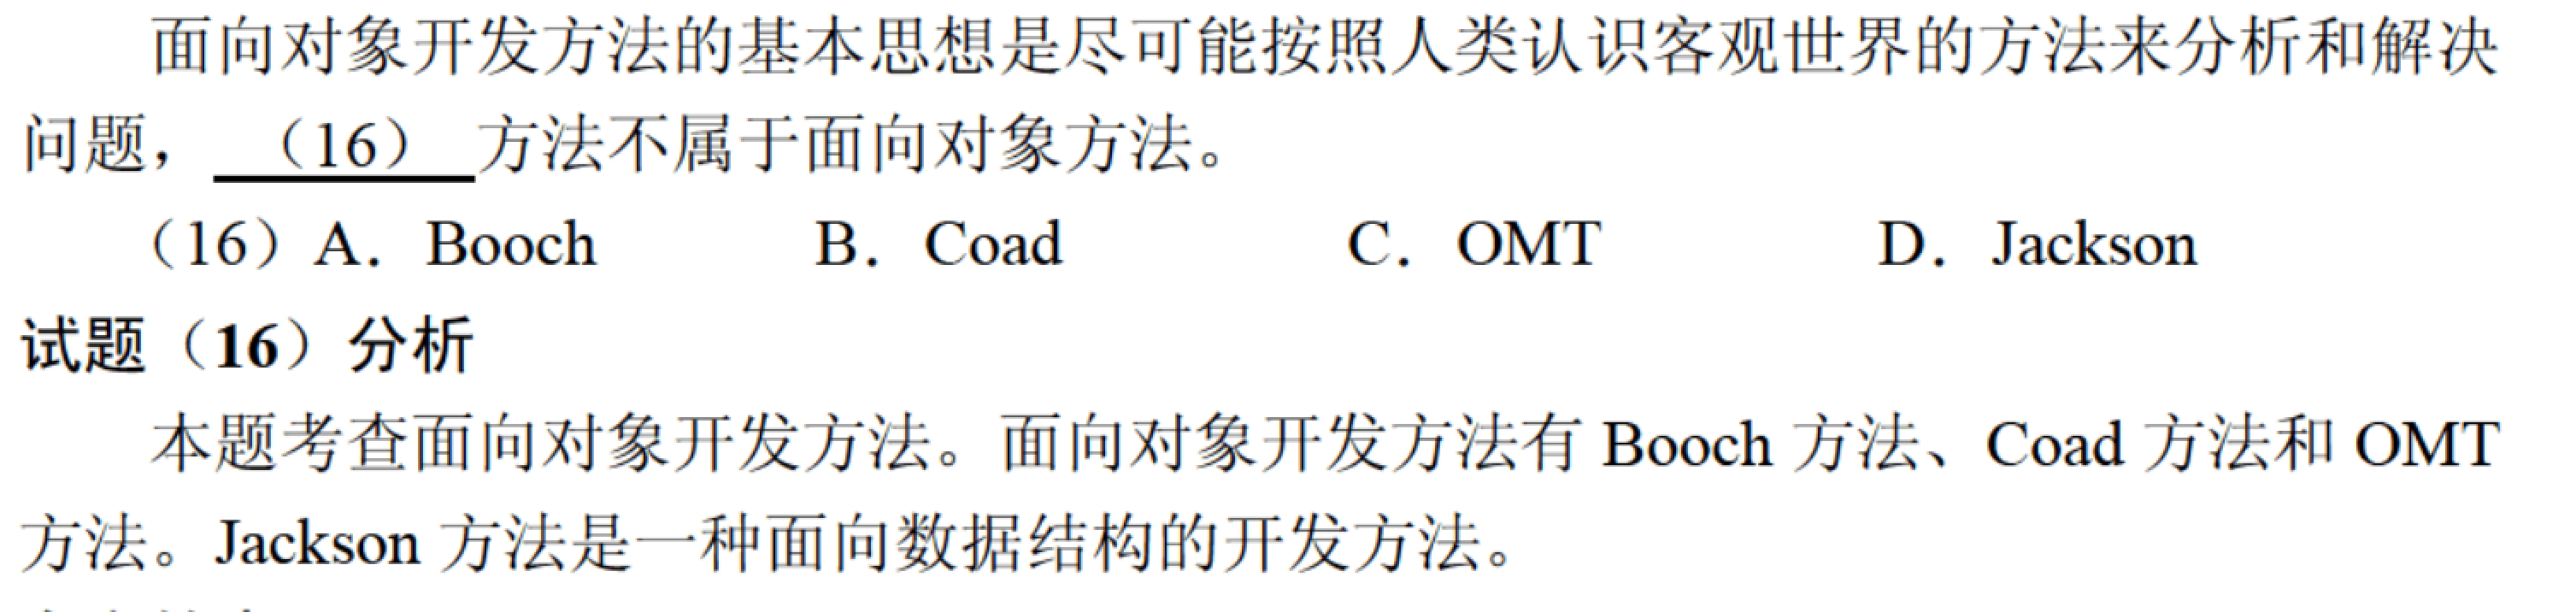 面向对象开发方法的基本思想是尽可能按照人类认识客观世界的方法来分析和解决
问题，（16）方法不属于面向对象方法。
（16）A． Booch B． Coad C． OMT D． Jackson
试题（16）分析
本题考查面向对象开发方法。面向对象开发方法有 Booch 方法、Coad 方法和 OMT
方法。Jackson 方法是一种面向数据结构的开发方法。